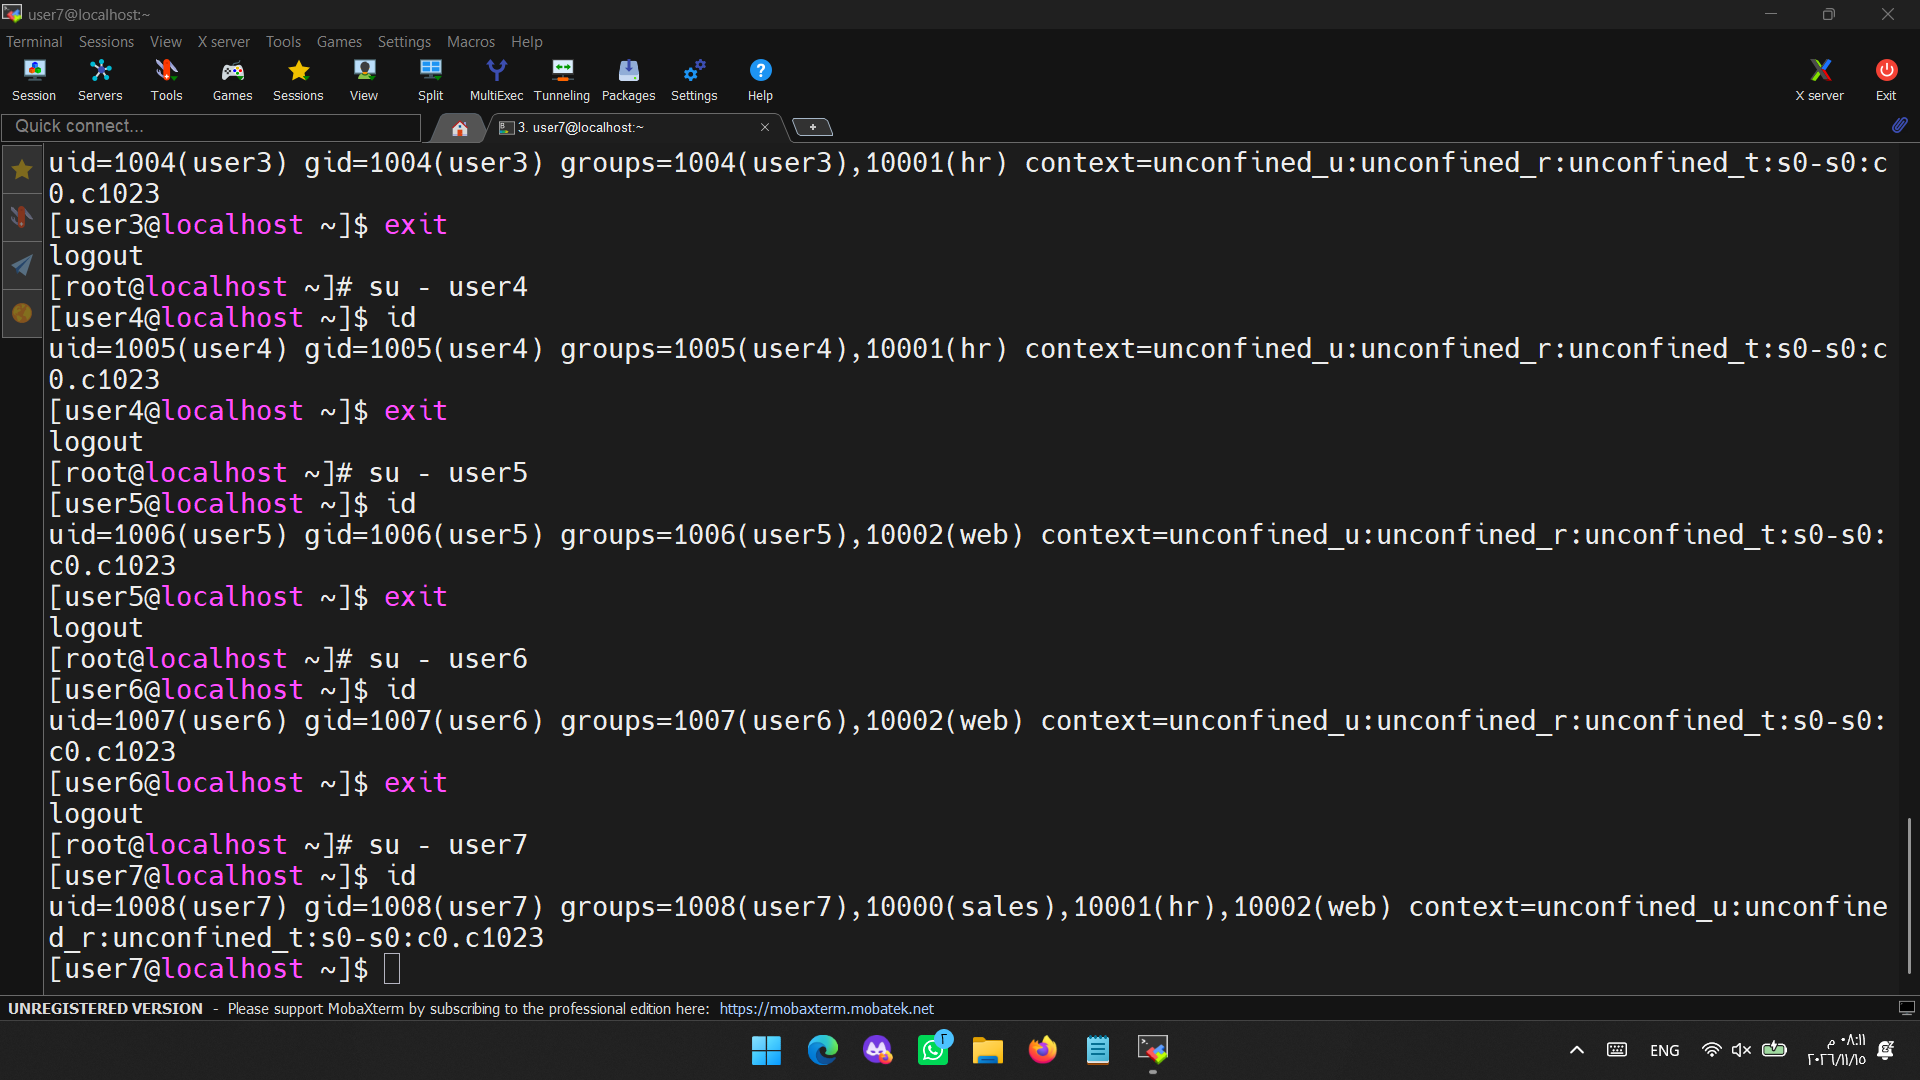 user7@localhost:~
Terminal Sessions View X server Tools Games Settings Macros Help
Session Servers Tools Games Sessions View Split MultiExec Tunneling Packages Settings Help X server Exit
Quick connect... 3. user7@localhost:~
uid=1004(user3) gid=1004(user3) groups=1004(user3),10001(hr) context=unconfined_u:unconfined_r:unconfined_t:s0-s0:c
0.c1023
[user3@localhost ~]$ exit
logout
[root@localhost ~]# su - user4
[user4@localhost ~]$ id
uid=1005(user4) gid=1005(user4) groups=1005(user4),10001(hr) context=unconfined_u:unconfined_r:unconfined_t:s0-s0:c
0.c1023
[user4@localhost ~]$ exit
logout
[root@localhost ~]# su - user5
[user5@localhost ~]$ id
uid=1006(user5) gid=1006(user5) groups=1006(user5),10002(web) context=unconfined_u:unconfined_r:unconfined_t:s0-s0:
c0.c1023
[user5@localhost ~]$ exit
logout
[root@localhost ~]# su - user6
[user6@localhost ~]$ id
uid=1007(user6) gid=1007(user6) groups=1007(user6),10002(web) context=unconfined_u:unconfined_r:unconfined_t:s0-s0:
c0.c1023
[user6@localhost ~]$ exit
logout
[root@localhost ~]# su - user7
[user7@localhost ~]$ id
uid=1008(user7) gid=1008(user7) groups=1008(user7),10000(sales),10001(hr),10002(web) context=unconfined_u:unconfine
d_r:unconfined_t:s0-s0:c0.c1023
[user7@localhost ~]$
UNREGISTERED VERSION - Please support MobaXterm by subscribing to the professional edition here: https://mobaxterm.mobatek.net
٢
ENG
٠٨:١١ م
٢٠٢٦/١١/١٥